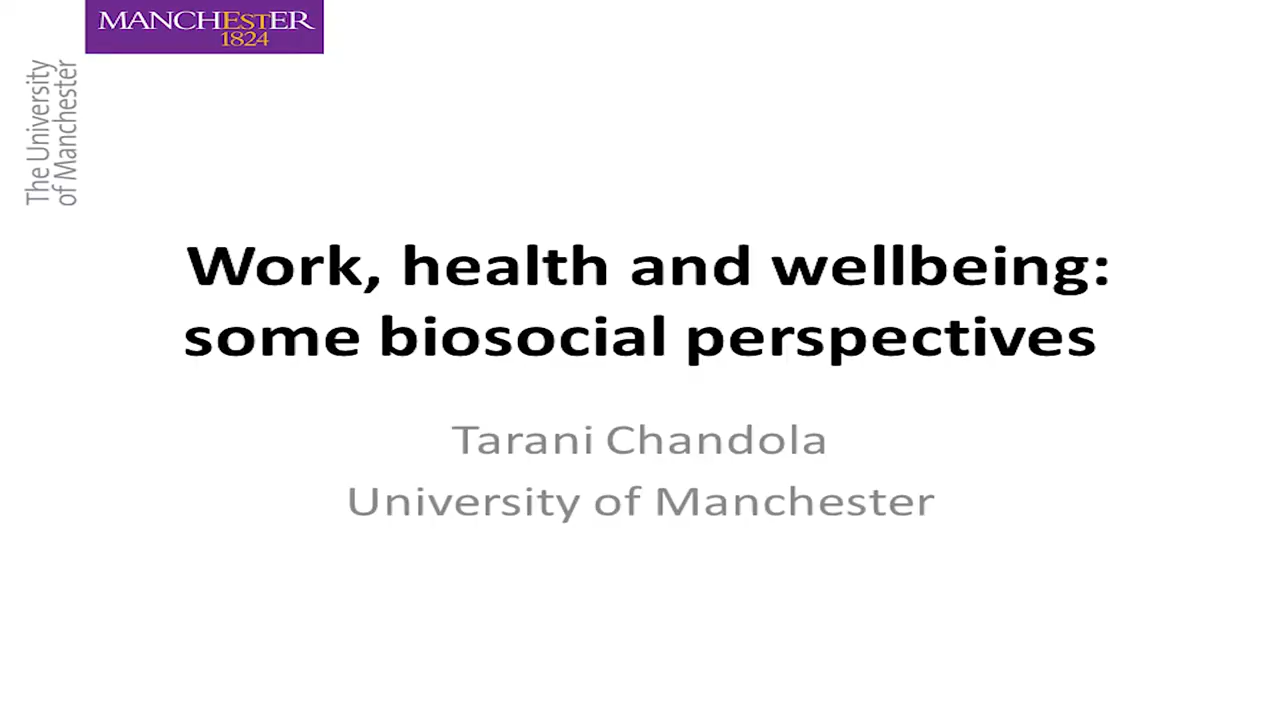 MANCHESTER
1824
The University
of Manchester
Work, health and wellbeing:
some biosocial perspectives
Tarani Chandola
University of Manchester